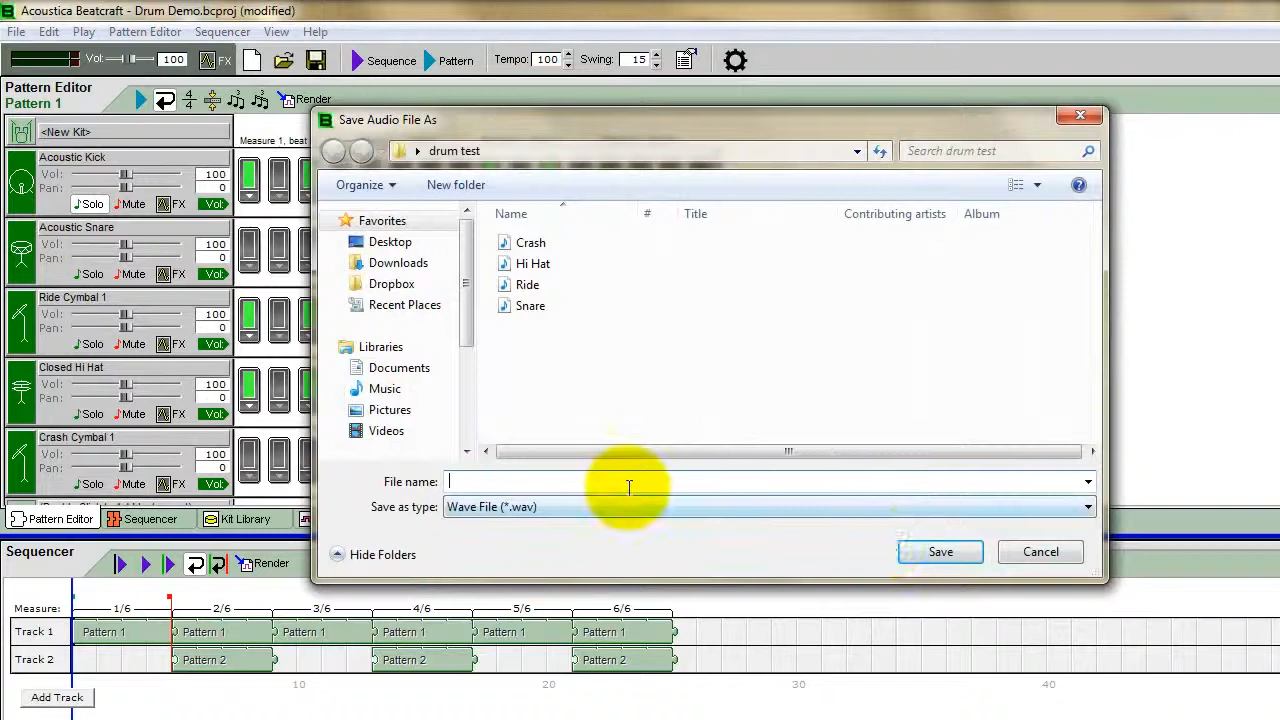 Acoustica Beatcraft - Drum Demo.bcproj (modified)
File Edit Play Pattern Editor Sequencer View Help
Vol: 100 FX Sequence Pattern Tempo: 100 Swing: 15
Pattern Editor
Pattern 1
Render
<New Kit>
Measure 1, beat
Acoustic Kick
Vol: 100
Pan: 0
Solo Mute FX Vol:
Acoustic Snare
Vol: 100
Pan: 0
Solo Mute FX Vol:
Ride Cymbal 1
Vol: 100
Pan: 0
Solo Mute FX Vol:
Closed Hi Hat
Vol: 100
Pan: 0
Solo Mute FX Vol:
Crash Cymbal 1
Vol: 100
Pan: 0
Solo Mute FX Vol:
Pattern Editor Sequencer Kit Library
Save Audio File As
drum test
Search drum test
Organize New folder
Name # Title Contributing artists Album
Favorites
Desktop
Downloads
Dropbox
Recent Places
Libraries
Documents
Music
Pictures
Videos
Crash
Hi Hat
Ride
Snare
File name:
Save as type: Wave File (*.wav)
Hide Folders
Save Cancel
Sequencer
Render
Measure: 1/6 2/6 3/6 4/6 5/6 6/6
Track 1 Pattern 1 Pattern 1 Pattern 1 Pattern 1 Pattern 1 Pattern 1
Track 2 Pattern 2 Pattern 2 Pattern 2
10 20 30 40
Add Track